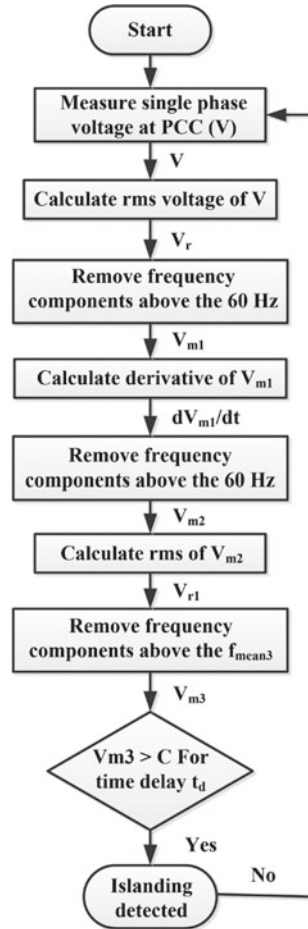 Start
Measure single phase
voltage at PCC (V)
V
Calculate rms voltage of V
Vr
Remove frequency
components above the 60 Hz
Vm1
Calculate derivative of Vm1
dVm1/dt
Remove frequency
components above the 60 Hz
Vm2
Calculate rms of Vm2
Vr1
Remove frequency
components above the fmean3
Vm3
Vm3 > C For
time delay td
Yes
Islanding
detected
No